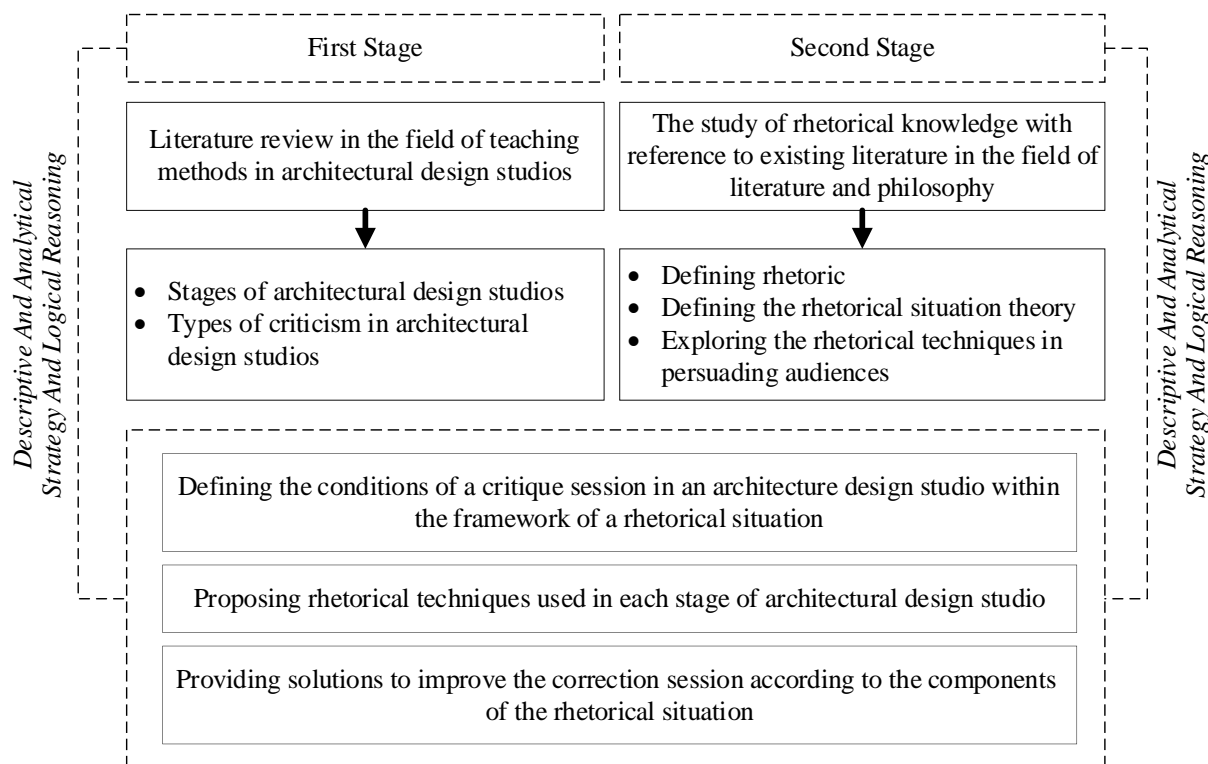 First Stage
Second Stage
Literature review in the field of teaching
methods in architectural design studios
The study of rhetorical knowledge with
reference to existing literature in the field of
literature and philosophy
• Stages of architectural design studios
• Types of criticism in architectural
design studios
• Defining rhetoric
• Defining the rhetorical situation theory
• Exploring the rhetorical techniques in
persuading audiences
Descriptive And Analytical
Strategy And Logical Reasoning
Descriptive And Analytical
Strategy And Logical Reasoning
Defining the conditions of a critique session in an architecture design studio within
the framework of a rhetorical situation
Proposing rhetorical techniques used in each stage of architectural design studio
Providing solutions to improve the correction session according to the components
of the rhetorical situation